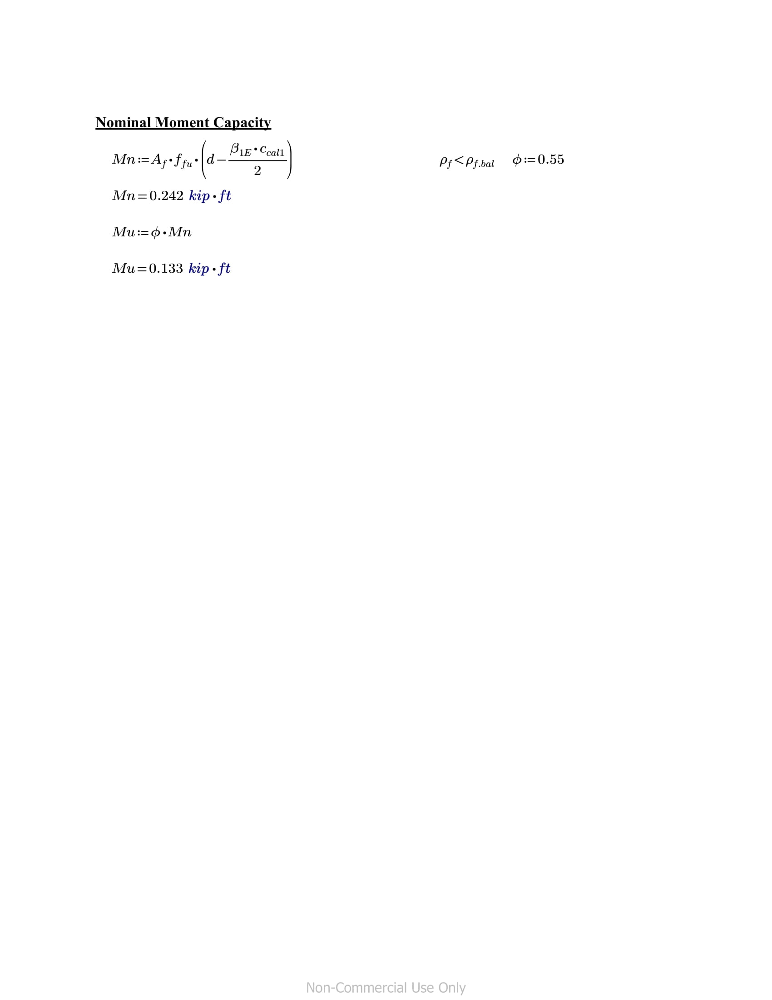 Nominal Moment Capacity
Mn:=A_f·f_fu·(d−(β_1E·c_cal1)/2) ρ_f<ρ_f.bal ϕ:=0.55
Mn=0.242 kip·ft
Mu:=ϕ·Mn
Mu=0.133 kip·ft
Non-Commercial Use Only